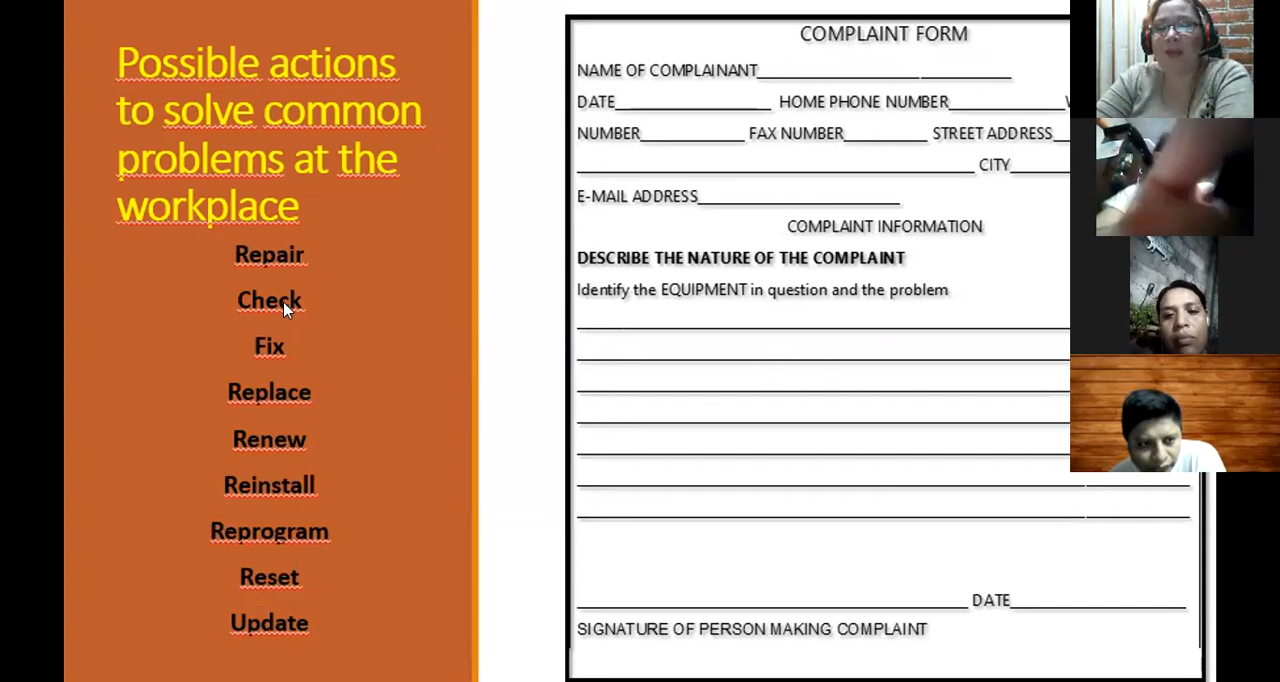 Possible actions
to solve common
problems at the
workplace
Repair
Check
Fix
Replace
Renew
Reinstall
Reprogram
Reset
Update
COMPLAINT FORM
NAME OF COMPLAINANT
DATE HOME PHONE NUMBER
NUMBER FAX NUMBER STREET ADDRESS
CITY
E-MAIL ADDRESS
COMPLAINT INFORMATION
DESCRIBE THE NATURE OF THE COMPLAINT
Identify the EQUIPMENT in question and the problem
DATE
SIGNATURE OF PERSON MAKING COMPLAINT